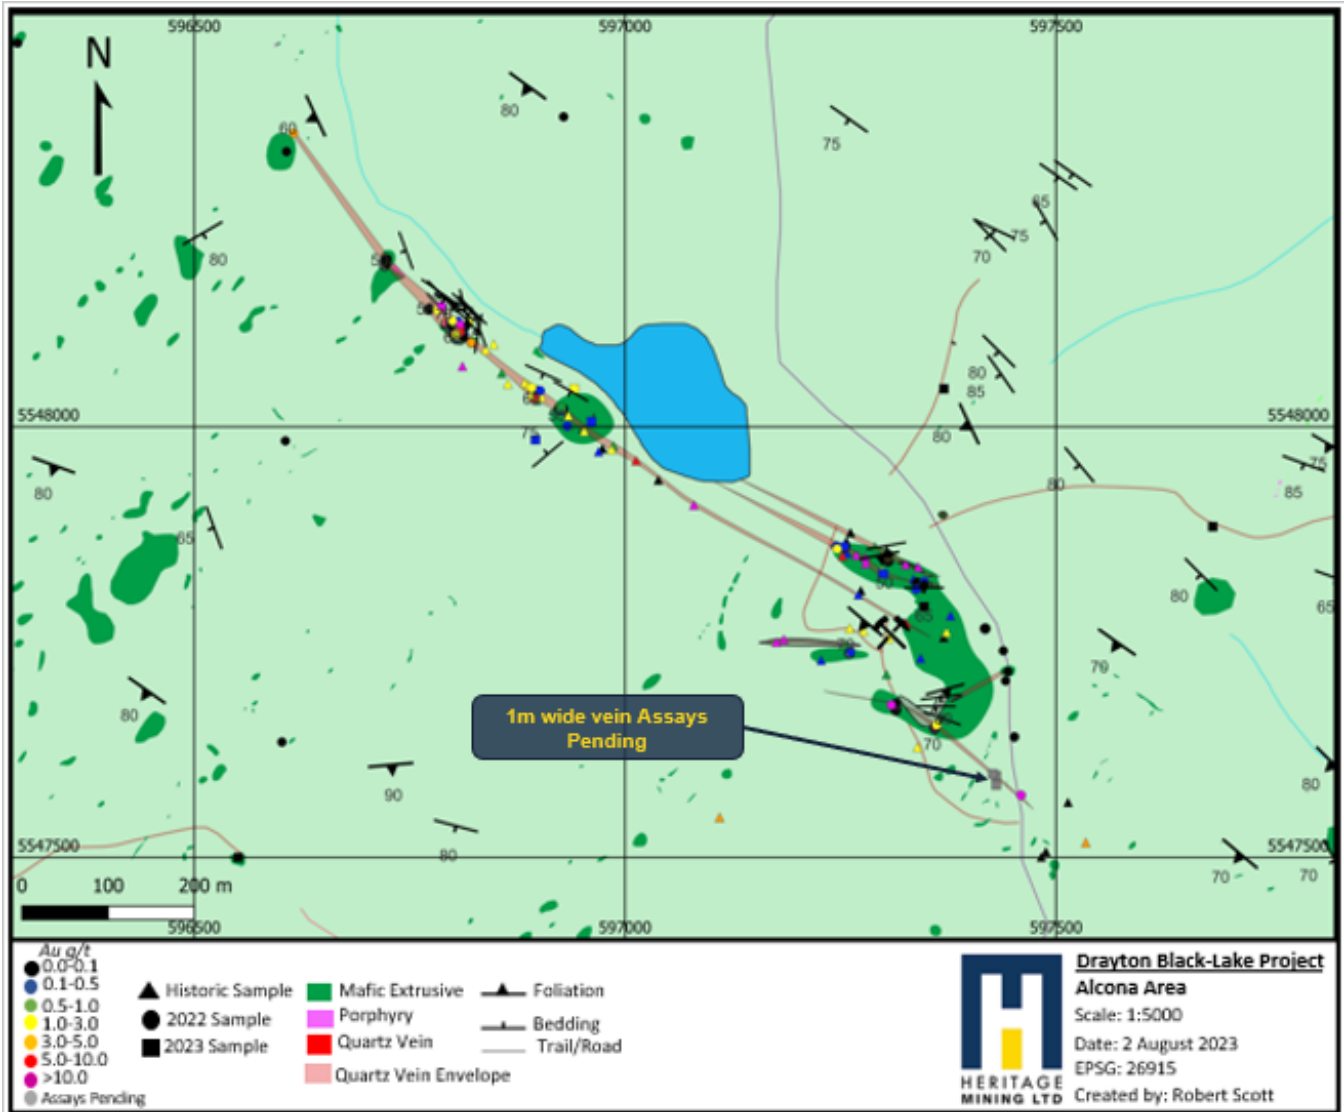 596500 597000 597500
N
60
80
75
65
75
80
70
80
85
80
5548000 5548000
75
75
80
80
85
65
50
80
65
65
79
80
70
1m wide vein Assays
Pending
90
80
80
5547500 5547500
70
70
0 100 200 m
596500 597000 597500
Au g/t
0.0-0.1
0.1-0.5
0.5-1.0
1.0-3.0
3.0-5.0
5.0-10.0
>10.0
Assays Pending
Historic Sample
2022 Sample
2023 Sample
Mafic Extrusive
Porphyry
Quartz Vein
Quartz Vein Envelope
Foliation
Bedding
Trail/Road
HERITAGE
MINING LTD
Drayton Black-Lake Project
Alcona Area
Scale: 1:5000
Date: 2 August 2023
EPSG: 26915
Created by: Robert Scott